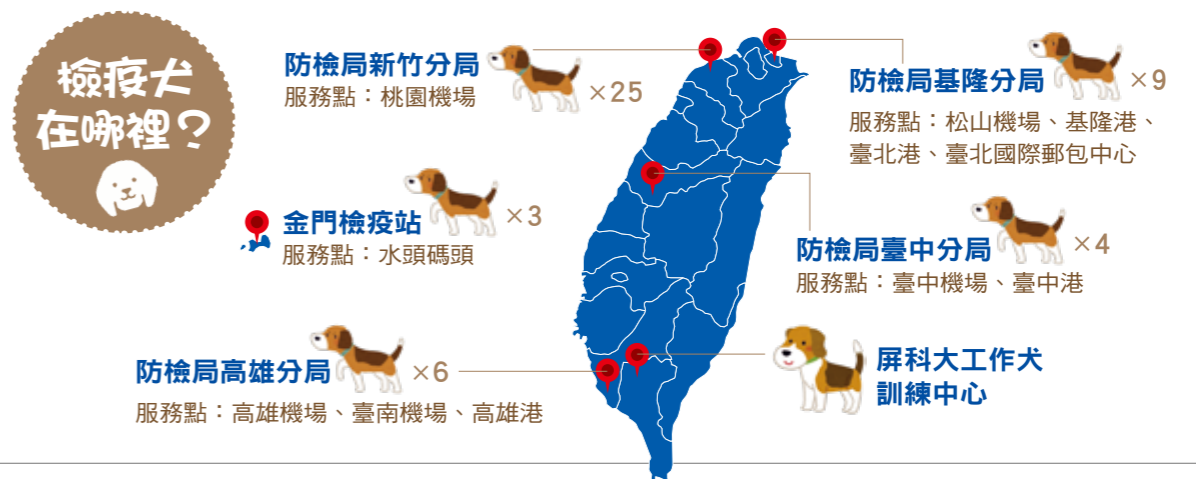 檢疫犬
在哪裡?
防檢局新竹分局
服務點：桃園機場
×25
防檢局基隆分局
×9
服務點：松山機場、基隆港、
臺北港、臺北國際郵包中心
金門檢疫站
×3
服務點：水頭碼頭
防檢局臺中分局
×4
服務點：臺中機場、臺中港
防檢局高雄分局
×6
服務點：高雄機場、臺南機場、高雄港
屏科大工作犬
訓練中心